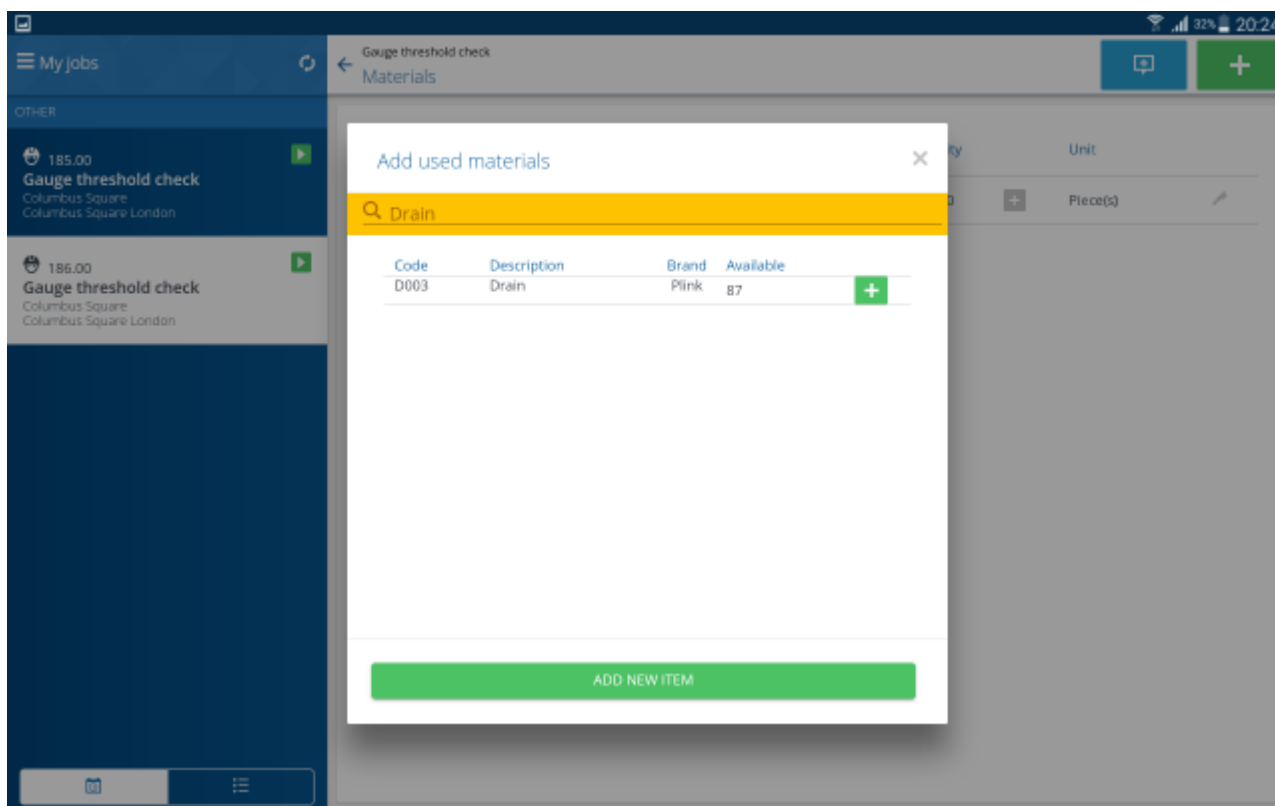 32% 20:24
My jobs
Gauge threshold check
Materials
OTHER
185.00
Gauge threshold check
Columbus Square
Columbus Square London
186.00
Gauge threshold check
Columbus Square
Columbus Square London
Add used materials
ty Unit
Drain
Piece(s)
Code Description Brand Available
D003 Drain Plink 87
ADD NEW ITEM